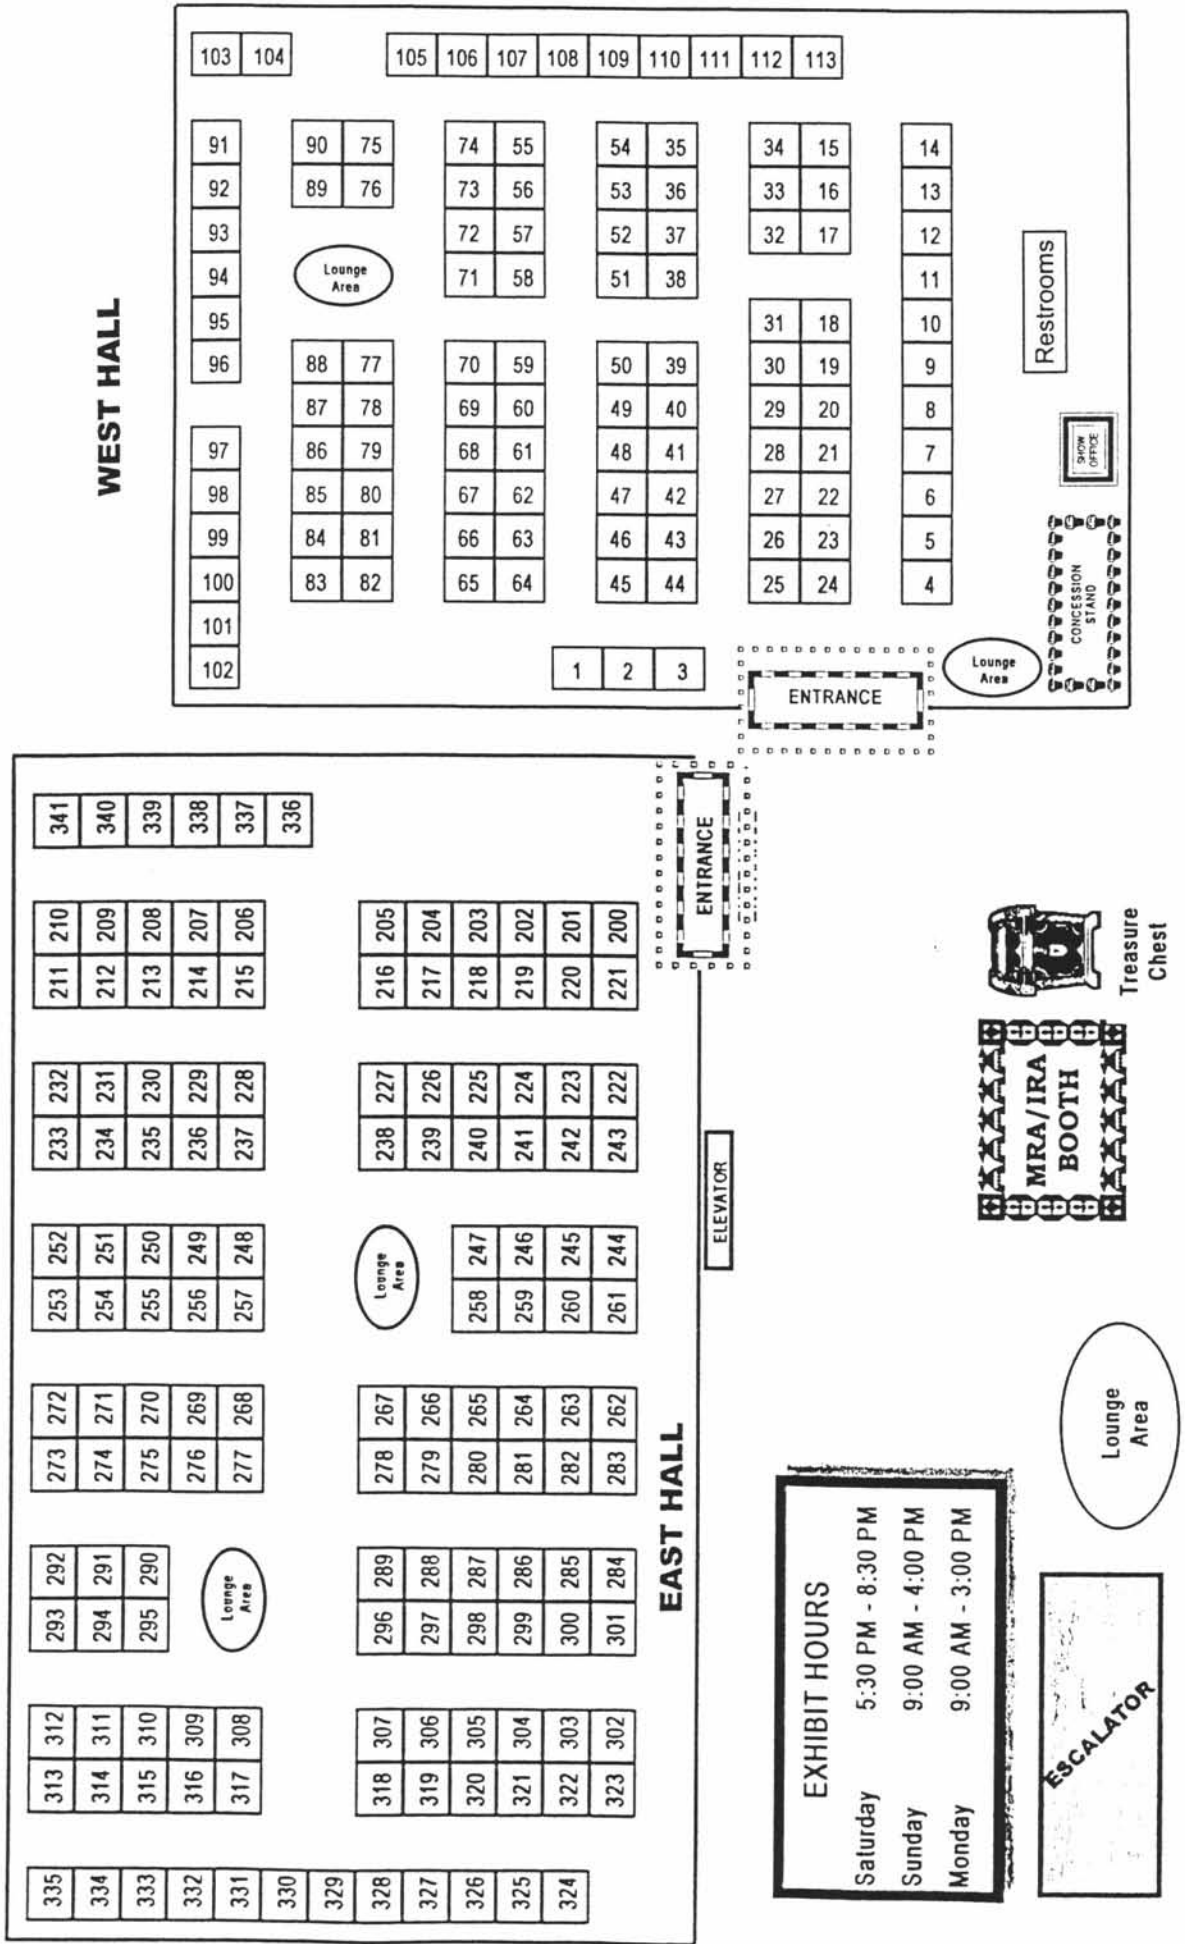 WEST HALL
103 104
105 106 107 108 109 110 111 112 113
91 90 75 74 55 54 35 34 15 14
92 89 76 73 56 53 36 33 16 13
93 72 57 52 37 32 17 12
94 71 58 51 38 11
Lounge
Area
95 31 18 10
96 88 77 70 59 50 39 30 19 9
87 78 69 60 49 40 29 20 8
97 86 79 68 61 48 41 28 21 7
98 85 80 67 62 47 42 27 22 6
99 84 81 66 63 46 43 26 23 5
100 83 82 65 64 45 44 25 24 4
101
102 1 2 3
Restrooms
SHOW
OFFICE
CONCESSION
STAND
Lounge
Area
ENTRANCE
ENTRANCE
341 340 339 338 337 336
210 209 208 207 206 205 204 203 202 201 200
211 212 213 214 215 216 217 218 219 220 221
232 231 230 229 228 227 226 225 224 223 222
233 234 235 236 237 238 239 240 241 242 243
252 251 250 249 248 247 246 245 244
253 254 255 256 257 258 259 260 261
Lounge
Area
272 271 270 269 268 267 266 265 264 263 262
273 274 275 276 277 278 279 280 281 282 283
292 291 290 289 288 287 286 285 284
293 294 295 296 297 298 299 300 301
Lounge
Area
312 311 310 309 308 307 306 305 304 303 302
313 314 315 316 317 318 319 320 321 322 323
335 334 333 332 331 330 329 328 327 326 325 324
EAST HALL
ELEVATOR
Treasure
Chest
MRA/IRA
BOOTH
Lounge
Area
EXHIBIT HOURS
Saturday 5:30 PM - 8:30 PM
Sunday 9:00 AM - 4:00 PM
Monday 9:00 AM - 3:00 PM
ESCALATOR